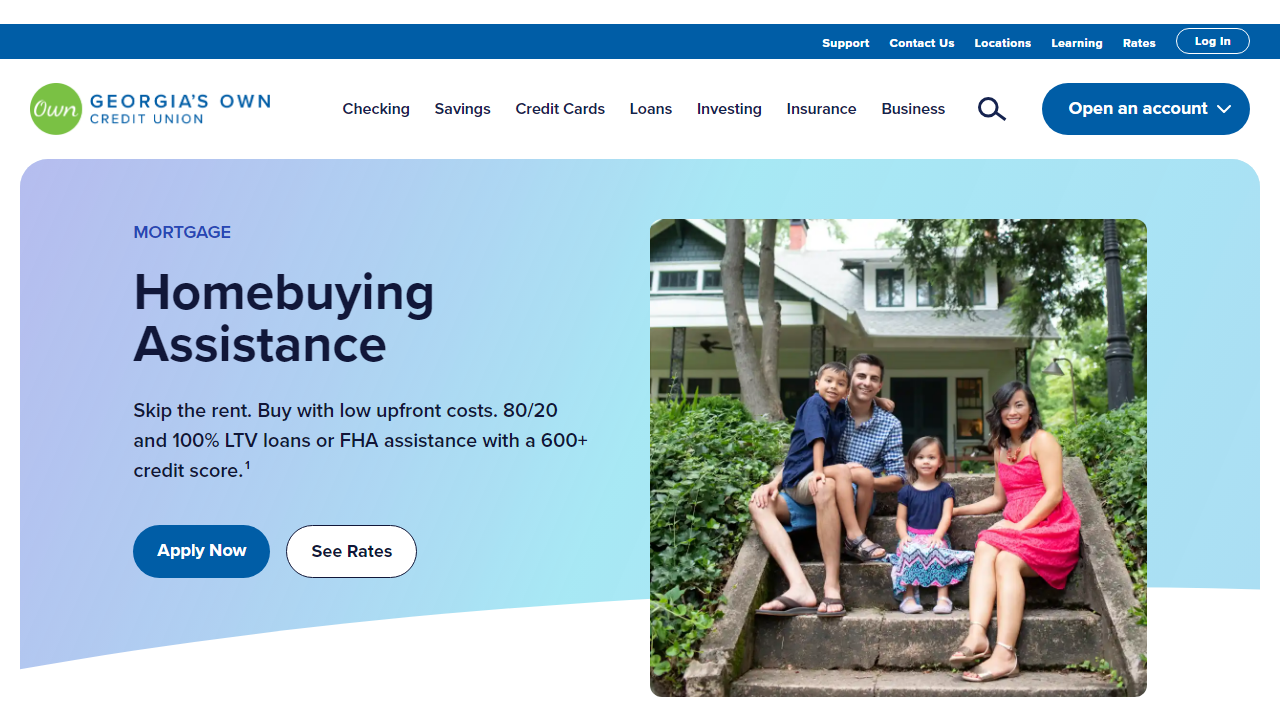 Support Contact Us Locations Learning Rates Log In
Own GEORGIA'S OWN
CREDIT UNION
Checking Savings Credit Cards Loans Investing Insurance Business Open an account
MORTGAGE
Homebuying
Assistance
Skip the rent. Buy with low upfront costs. 80/20
and 100% LTV loans or FHA assistance with a 600+
credit score.¹
Apply Now See Rates